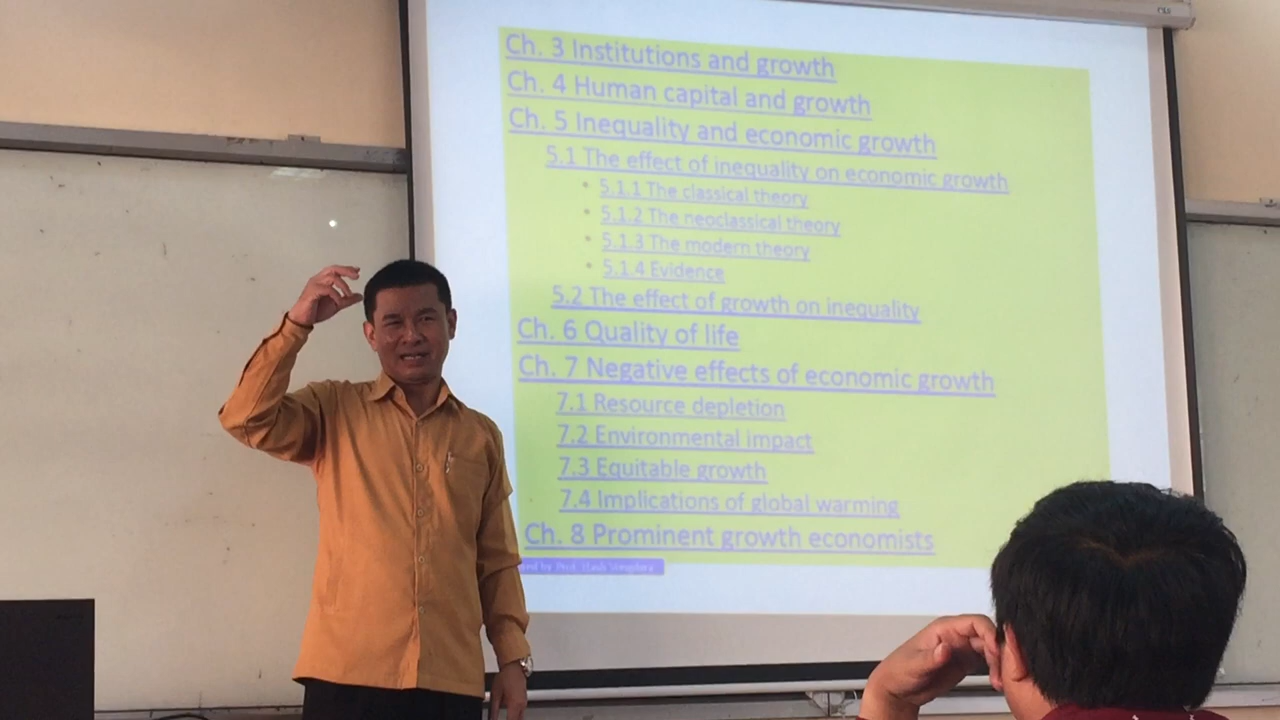 Ch. 3 Institutions and growth
Ch. 4 Human capital and growth
Ch. 5 Inequality and economic growth
5.1 The effect of inequality on economic growth
• 5.1.1 The classical theory
• 5.1.2 The neoclassical theory
• 5.1.3 The modern theory
• 5.1.4 Evidence
5.2 The effect of growth on inequality
Ch. 6 Quality of life
Ch. 7 Negative effects of economic growth
7.1 Resource depletion
7.2 Environmental impact
7.3 Equitable growth
7.4 Implications of global warming
Ch. 8 Prominent growth economists
by Prof.